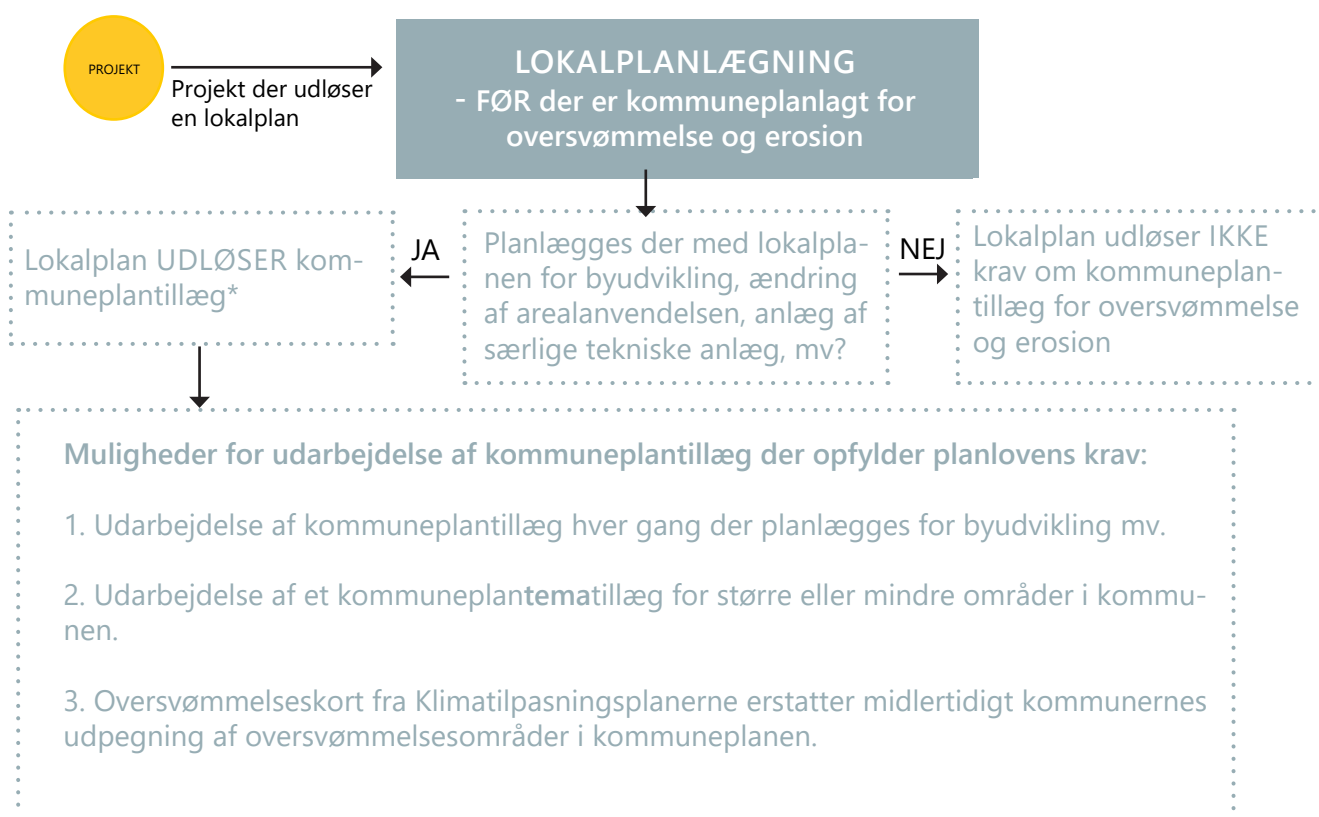 PROJEKT
Projekt der udløser
en lokalplan
LOKALPLANLÆGNING
- FØR der er kommuneplanlagt for
oversvømmelse og erosion
Lokalplan UDLØSER kom-
muneplantillæg*
JA
Planlægges der med lokalpla-
nen for byudvikling, ændring
af arealanvendelsen, anlæg af
særlige tekniske anlæg, mv?
NEJ
Lokalplan udløser IKKE
krav om kommuneplan-
tillæg for oversvømmelse
og erosion
Muligheder for udarbejdelse af kommuneplantillæg der opfylder planlovens krav:
1. Udarbejdelse af kommuneplantillæg hver gang der planlægges for byudvikling mv.
2. Udarbejdelse af et kommuneplantematillæg for større eller mindre områder i kommu-
nen.
3. Oversvømmelseskort fra Klimatilpasningsplanerne erstatter midlertidigt kommunernes
udpegning af oversvømmelsesområder i kommuneplanen.